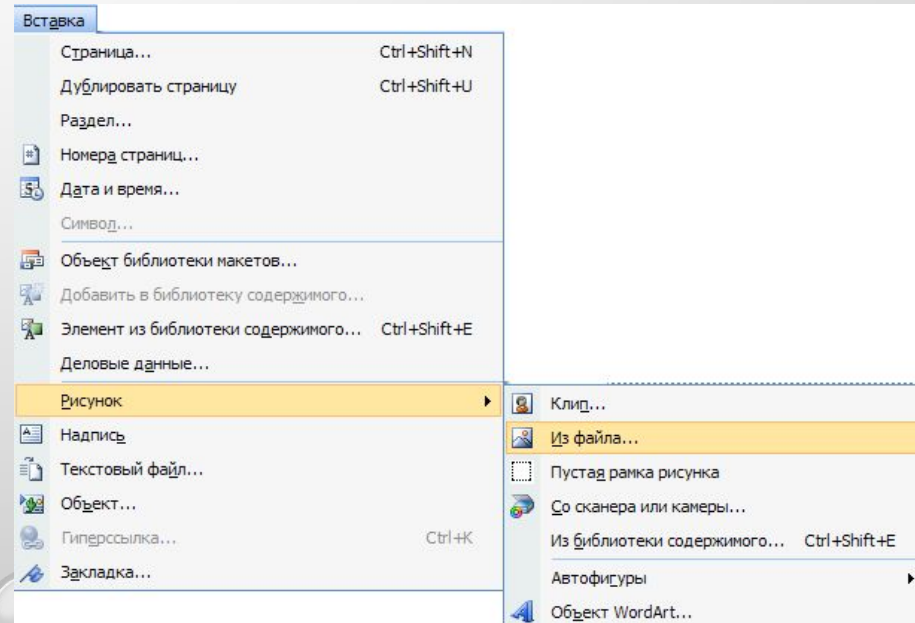 Вставка
Страница... Ctrl+Shift+N
Дублировать страницу Ctrl+Shift+U
Раздел...
Номера страниц...
Дата и время...
Символ...
Объект библиотеки макетов...
Добавить в библиотеку содержимого...
Элемент из библиотеки содержимого... Ctrl+Shift+E
Деловые данные...
Рисунок
Надпись
Текстовый файл...
Объект...
Гиперссылка... Ctrl+K
Закладка...
Клип...
Из файла...
Пустая рамка рисунка
Со сканера или камеры...
Из библиотеки содержимого... Ctrl+Shift+E
Автофигуры
Объект WordArt...